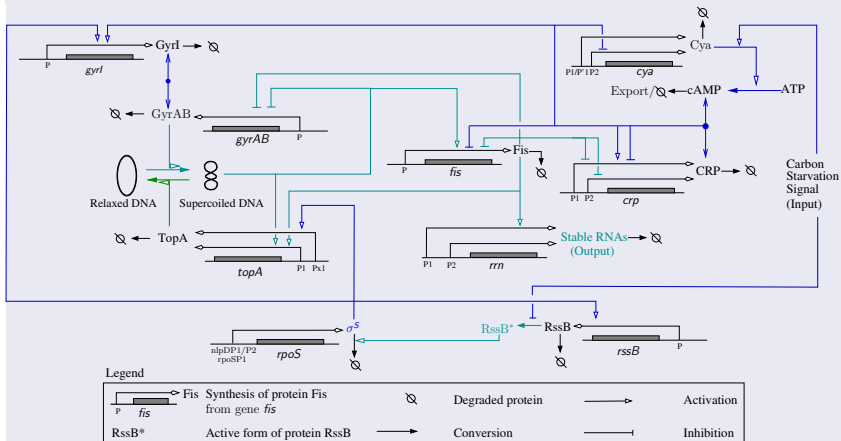 GyrI
P
gyrI
Cya
P1/P'1 P2
cya
Export/
cAMP
ATP
GyrAB
gyrAB
P
Fis
P
fis
CRP
P1 P2
crp
Carbon
Starvation
Signal
(Input)
Relaxed DNA
Supercoiled DNA
TopA
P1 Px1
topA
Stable RNAs
(Output)
P1 P2
rrn
σS
nlpDP1/P2
rpoSP1
rpoS
RssB*
RssB
rssB
P
Legend
Fis
P
fis
Synthesis of protein Fis
from gene fis
Degraded protein
Activation
RssB*
Active form of protein RssB
Conversion
Inhibition